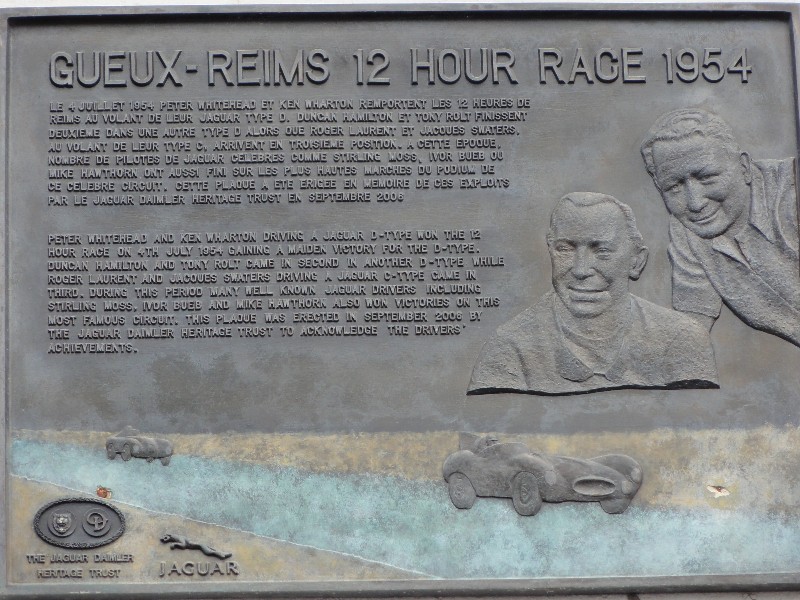 GUEUX-REIMS 12 HOUR RACE 1954
LE 4 JUILLET 1954 PETER WHITEHEAD ET KEN WHARTON REMPORTENT LES 12 HEURES DE
REIMS AU VOLANT DE LEUR JAGUAR TYPE D. DUNCAN HAMILTON ET TONY ROLT FINISSENT
DEUXIEME DANS UNE AUTRE TYPE D ALORS QUE ROGER LAURENT ET JACQUES SWATERS,
AU VOLANT DE LEUR TYPE C, ARRIVENT EN TROISIEME POSITION. A CETTE EPOQUE,
NOMBRE DE PILOTES DE JAGUAR CELEBRES COMME STIRLING MOSS, IVOR BUEB OU
MIKE HAWTHORN ONT AUSSI FINI SUR LES PLUS HAUTES MARCHES DU PODIUM DE
CE CELEBRE CIRCUIT. CETTE PLAQUE A ETE ERIGEE EN MEMOIRE DE CES EXPLOITS
PAR LE JAGUAR DAIMLER HERITAGE TRUST EN SEPTEMBRE 2006
PETER WHITEHEAD AND KEN WHARTON DRIVING A JAGUAR D-TYPE WON THE 12
HOUR RACE ON 4TH JULY 1954 GAINING A MAIDEN VICTORY FOR THE D-TYPE.
DUNCAN HAMILTON AND TONY ROLT CAME IN SECOND IN ANOTHER D-TYPE WHILE
ROGER LAURENT AND JACQUES SWATERS DRIVING A JAGUAR C-TYPE CAME IN
THIRD. DURING THIS PERIOD MANY WELL KNOWN JAGUAR DRIVERS INCLUDING
STIRLING MOSS, IVOR BUEB AND MIKE HAWTHORN ALSO WON VICTORIES ON THIS
MOST FAMOUS CIRCUIT. THIS PLAQUE WAS ERECTED IN SEPTEMBER 2006 BY
THE JAGUAR DAIMLER HERITAGE TRUST TO ACKNOWLEDGE THE DRIVERS'
ACHIEVEMENTS.
THE JAGUAR DAIMLER
HERITAGE TRUST
JAGUAR